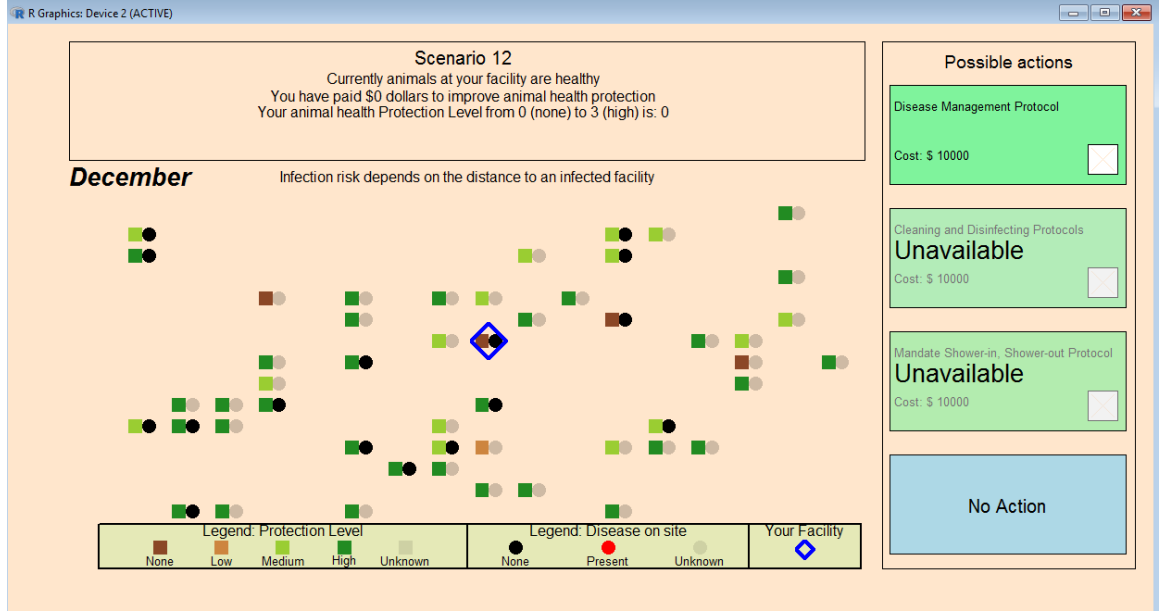 R Graphics: Device 2 (ACTIVE)
Scenario 12
Currently animals at your facility are healthy
You have paid $0 dollars to improve animal health protection
Your animal health Protection Level from 0 (none) to 3 (high) is: 0
December
Infection risk depends on the distance to an infected facility
Legend: Protection Level
None Low Medium High Unknown
Legend: Disease on site
None Present Unknown
Your Facility
Possible actions
Disease Management Protocol
Cost: $ 10000
Cleaning and Disinfecting Protocols
Unavailable
Cost: $ 10000
Mandate Shower-in, Shower-out Protocol
Unavailable
Cost: $ 10000
No Action